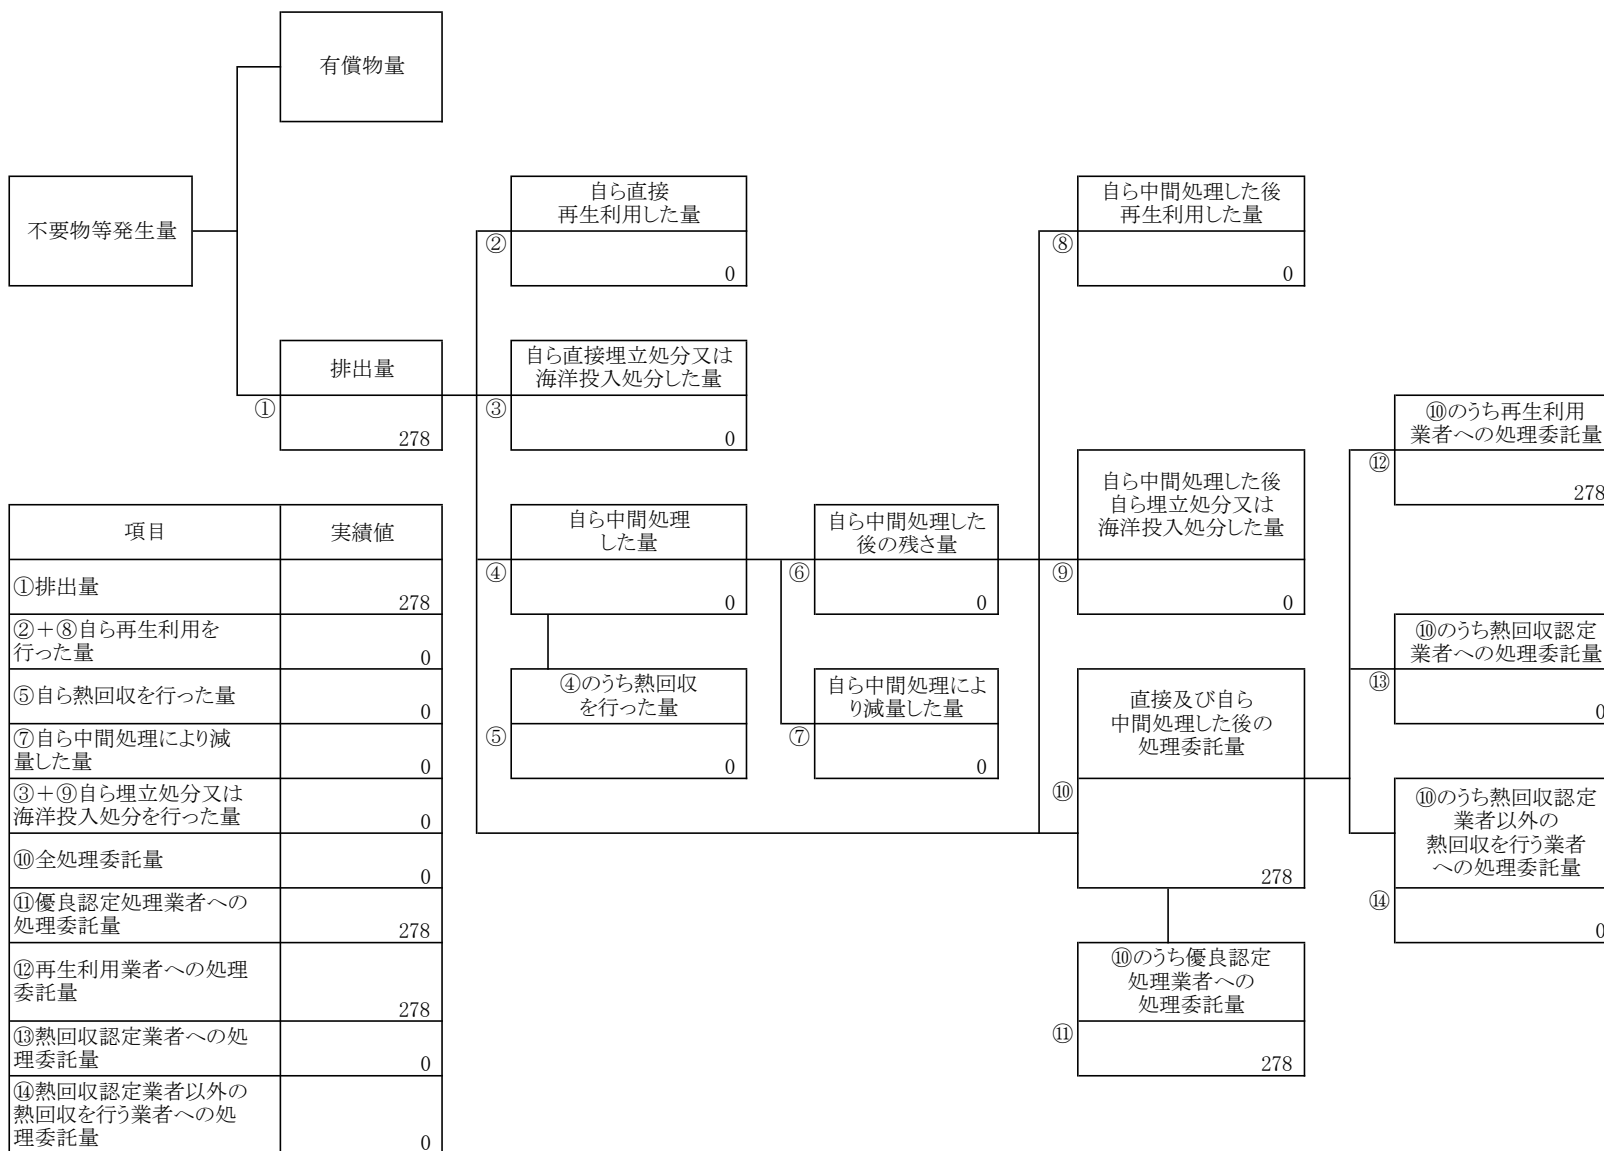 有償物量
不要物等発生量
自ら直接
再生利用した量
②
0
自ら中間処理した後
再生利用した量
⑧
0
排出量
①
278
自ら直接埋立処分又は
海洋投入処分した量
③
0
⑩のうち再生利用
業者への処理委託量
⑫
278
自ら中間処理した後
自ら埋立処分又は
海洋投入処分した量
⑨
0
自ら中間処理
した量
④
0
自ら中間処理した
後の残さ量
⑥
0
⑩のうち熱回収認定
業者への処理委託量
⑬
0
④のうち熱回収
を行った量
⑤
0
自ら中間処理によ
り減量した量
⑦
0
直接及び自ら
中間処理した後の
処理委託量
⑩
278
⑩のうち熱回収認定
業者以外の
熱回収を行う業者
への処理委託量
⑭
0
⑩のうち優良認定
処理業者への
処理委託量
⑪
278
項目 実績値
①排出量
278
②+⑧自ら再生利用を
行った量
0
⑤自ら熱回収を行った量
0
⑦自ら中間処理により減
量した量
0
③+⑨自ら埋立処分又は
海洋投入処分を行った量
0
⑩全処理委託量
0
⑪優良認定処理業者への
処理委託量
278
⑫再生利用業者への処理
委託量
278
⑬熱回収認定業者への処
理委託量
0
⑭熱回収認定業者以外の
熱回収を行う業者への処
理委託量
0